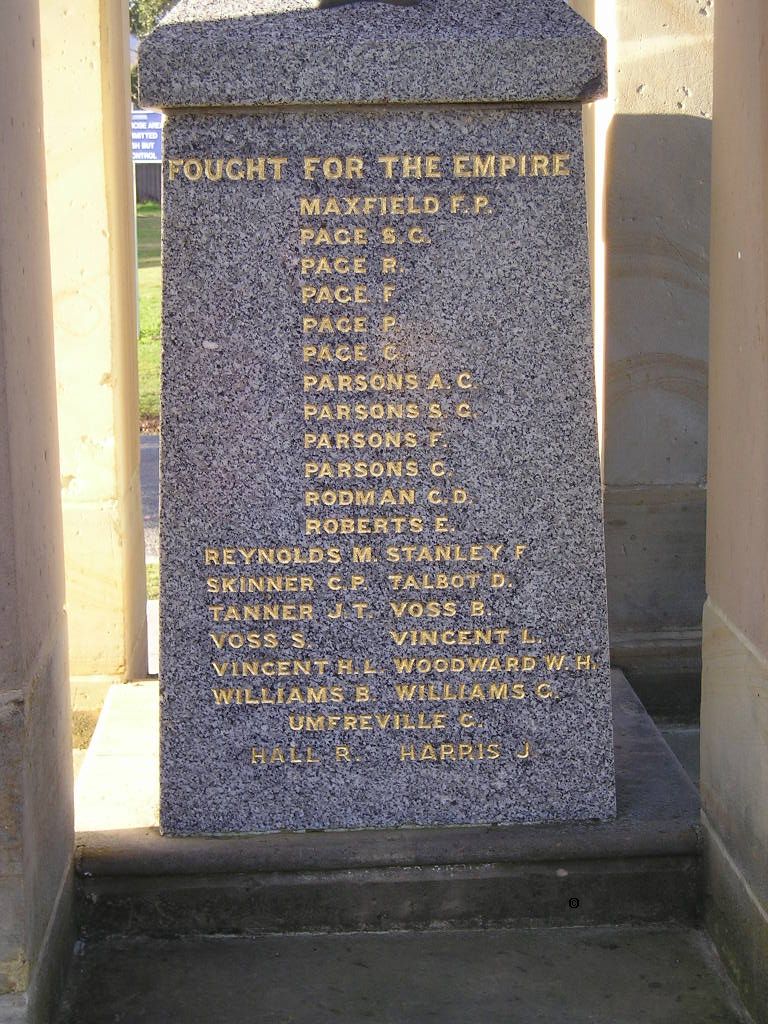 FOUGHT FOR THE EMPIRE
MAXFIELD F.P.
PAGE S.G.
PAGE R.
PAGE F
PAGE P.
PAGE C.
PARSONS A.C.
PARSONS S.G.
PARSONS F.
PARSONS C.
RODMAN C.D.
ROBERTS E.
REYNOLDS M. STANLEY F
SKINNER C.P. TALBOT D.
TANNER J.T. VOSS B.
VOSS S. VINCENT L.
VINCENT H.L. WOODWARD W.H.
WILLIAMS B. WILLIAMS C.
UMFREVILLE G.
HALL R. HARRIS J.
CONTROL